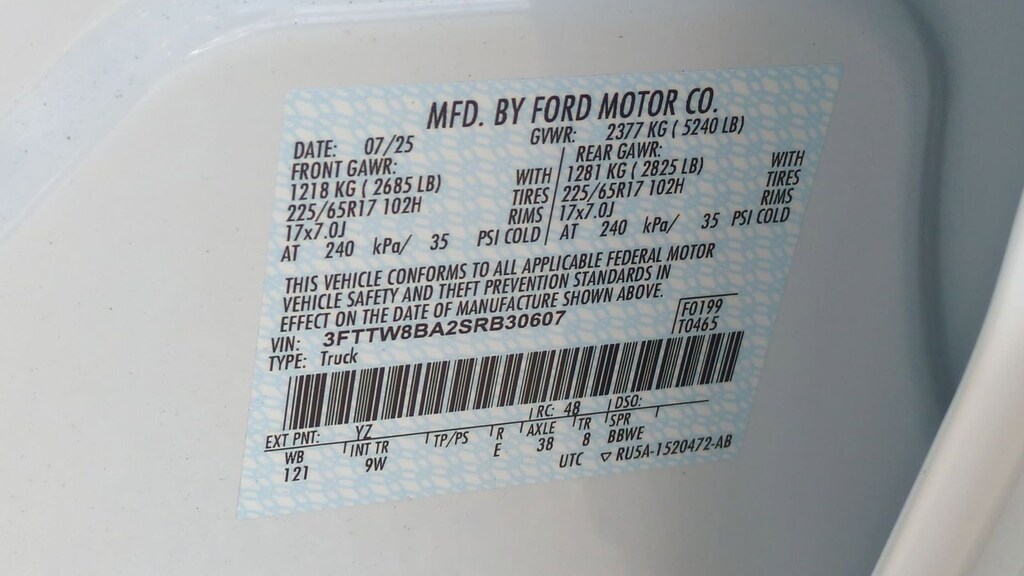 MFD. BY FORD MOTOR CO.
DATE: 07/25 GVWR: 2377 KG ( 5240 LB)
FRONT GAWR: REAR GAWR:
1218 KG ( 2685 LB) WITH 1281 KG ( 2825 LB) WITH
225/65R17 102H TIRES 225/65R17 102H TIRES
17x7.0J RIMS 17x7.0J RIMS
AT 240 kPa/ 35 PSI COLD AT 240 kPa/ 35 PSI COLD
THIS VEHICLE CONFORMS TO ALL APPLICABLE FEDERAL MOTOR
VEHICLE SAFETY AND THEFT PREVENTION STANDARDS IN
EFFECT ON THE DATE OF MANUFACTURE SHOWN ABOVE.
VIN: 3FTTW8BA2SRB30607 F0199
TYPE: Truck T0465
EXT PNT: YZ RC: 48 DSO:
WB INT TR TP/PS R AXLE TR SPR
121 9W E 38 8 BBWE
UTC ▽ RU5A-1520472-AB